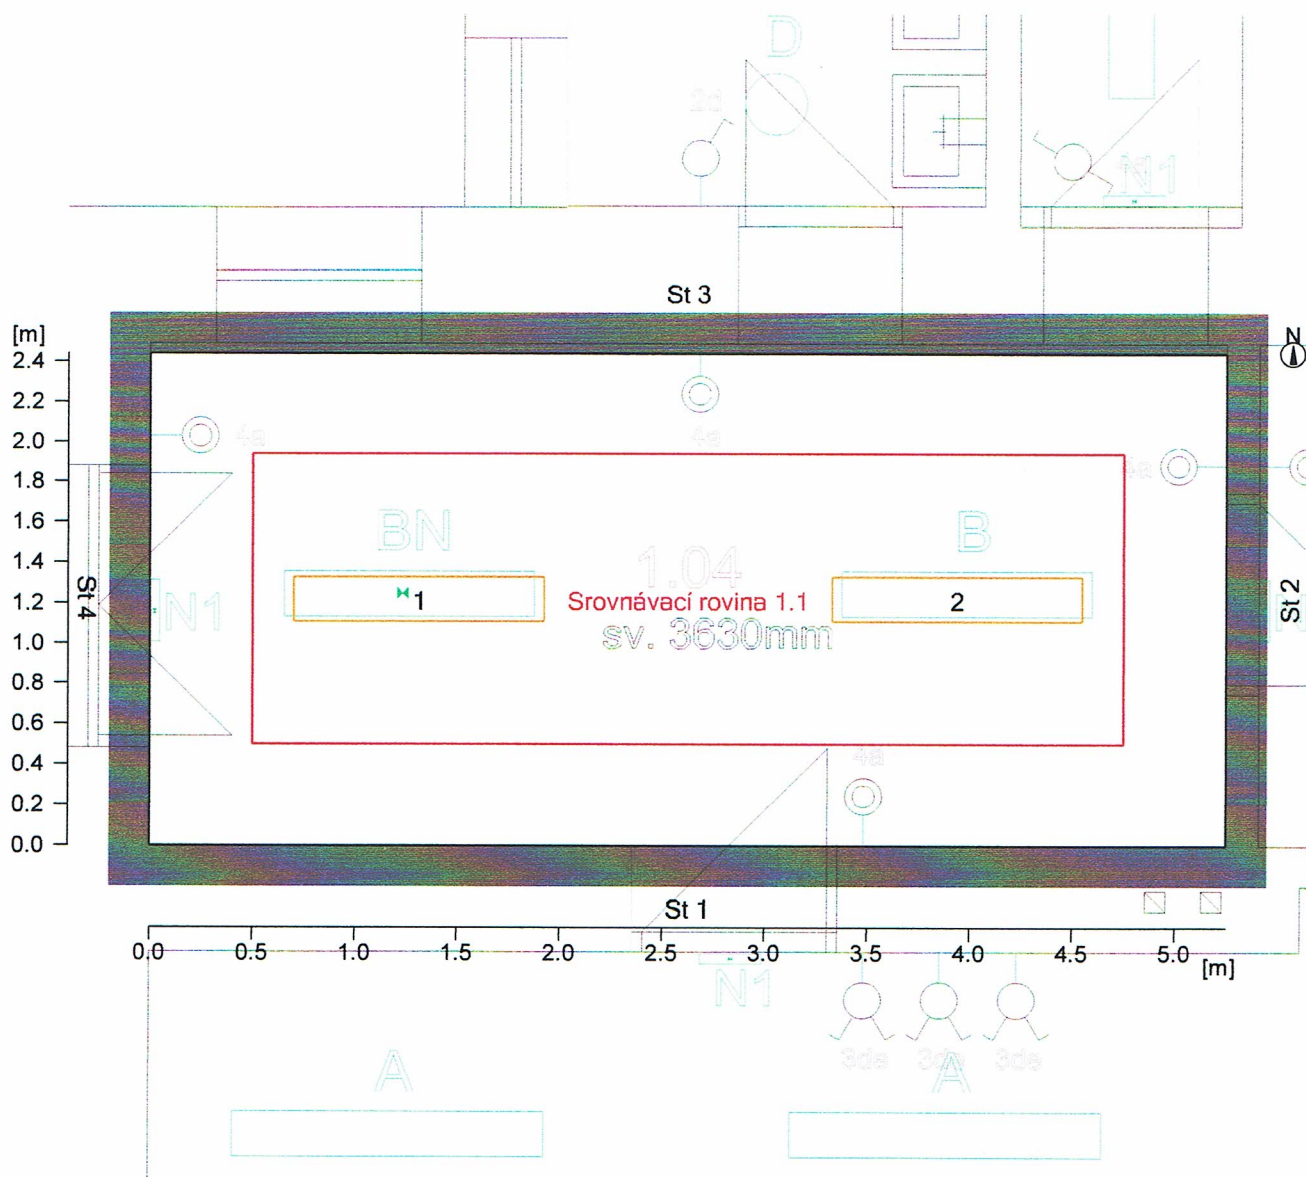 D
2d
N1
St 3
[m]
N
2.4
2.2
2.0
1.8
1.6
1.4
1.2
1.0
0.8
0.6
0.4
0.2
0.0
4a
4a
4a
BN
B
1.04
St 4
N1
1
Srovnávací rovina 1.1
2
St 2
sv. 3630mm
4a
St 1
0.0 0.5 1.0 1.5 2.0 2.5 3.0 3.5 4.0 4.5 5.0
[m]
N1
3de 3de 3de
A
A